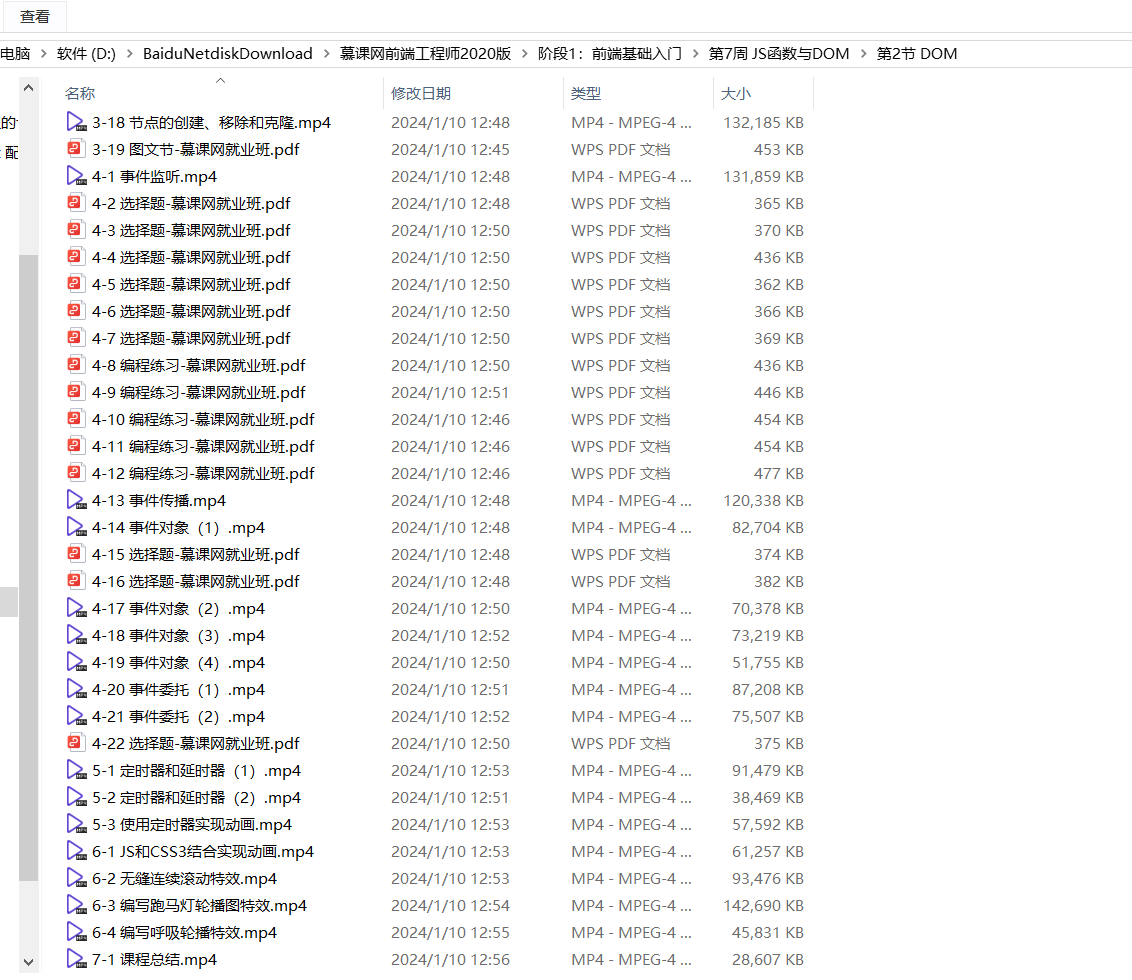 查看
电脑 > 软件 (D:) > BaiduNetdiskDownload > 慕课网前端工程师2020版 > 阶段1：前端基础入门 > 第7周 JS函数与DOM > 第2节 DOM
名称 修改日期 类型 大小
3-18 节点的创建、移除和克隆.mp4 2024/1/10 12:48 MP4 - MPEG-4 ... 132,185 KB
3-19 图文节-慕课网就业班.pdf 2024/1/10 12:45 WPS PDF 文档 453 KB
4-1 事件监听.mp4 2024/1/10 12:48 MP4 - MPEG-4 ... 131,859 KB
4-2 选择题-慕课网就业班.pdf 2024/1/10 12:48 WPS PDF 文档 365 KB
4-3 选择题-慕课网就业班.pdf 2024/1/10 12:50 WPS PDF 文档 370 KB
4-4 选择题-慕课网就业班.pdf 2024/1/10 12:50 WPS PDF 文档 436 KB
4-5 选择题-慕课网就业班.pdf 2024/1/10 12:50 WPS PDF 文档 362 KB
4-6 选择题-慕课网就业班.pdf 2024/1/10 12:50 WPS PDF 文档 366 KB
4-7 选择题-慕课网就业班.pdf 2024/1/10 12:50 WPS PDF 文档 369 KB
4-8 编程练习-慕课网就业班.pdf 2024/1/10 12:50 WPS PDF 文档 436 KB
4-9 编程练习-慕课网就业班.pdf 2024/1/10 12:51 WPS PDF 文档 446 KB
4-10 编程练习-慕课网就业班.pdf 2024/1/10 12:46 WPS PDF 文档 454 KB
4-11 编程练习-慕课网就业班.pdf 2024/1/10 12:46 WPS PDF 文档 454 KB
4-12 编程练习-慕课网就业班.pdf 2024/1/10 12:46 WPS PDF 文档 477 KB
4-13 事件传播.mp4 2024/1/10 12:48 MP4 - MPEG-4 ... 120,338 KB
4-14 事件对象（1）.mp4 2024/1/10 12:48 MP4 - MPEG-4 ... 82,704 KB
4-15 选择题-慕课网就业班.pdf 2024/1/10 12:48 WPS PDF 文档 374 KB
4-16 选择题-慕课网就业班.pdf 2024/1/10 12:48 WPS PDF 文档 382 KB
4-17 事件对象（2）.mp4 2024/1/10 12:50 MP4 - MPEG-4 ... 70,378 KB
4-18 事件对象（3）.mp4 2024/1/10 12:52 MP4 - MPEG-4 ... 73,219 KB
4-19 事件对象（4）.mp4 2024/1/10 12:50 MP4 - MPEG-4 ... 51,755 KB
4-20 事件委托（1）.mp4 2024/1/10 12:51 MP4 - MPEG-4 ... 87,208 KB
4-21 事件委托（2）.mp4 2024/1/10 12:52 MP4 - MPEG-4 ... 75,507 KB
4-22 选择题-慕课网就业班.pdf 2024/1/10 12:50 WPS PDF 文档 375 KB
5-1 定时器和延时器（1）.mp4 2024/1/10 12:53 MP4 - MPEG-4 ... 91,479 KB
5-2 定时器和延时器（2）.mp4 2024/1/10 12:51 MP4 - MPEG-4 ... 38,469 KB
5-3 使用定时器实现动画.mp4 2024/1/10 12:53 MP4 - MPEG-4 ... 57,592 KB
6-1 JS和CSS3结合实现动画.mp4 2024/1/10 12:53 MP4 - MPEG-4 ... 61,257 KB
6-2 无缝连续滚动特效.mp4 2024/1/10 12:53 MP4 - MPEG-4 ... 93,476 KB
6-3 编写跑马灯轮播图特效.mp4 2024/1/10 12:54 MP4 - MPEG-4 ... 142,690 KB
6-4 编写呼吸轮播特效.mp4 2024/1/10 12:55 MP4 - MPEG-4 ... 45,831 KB
7-1 课程总结.mp4 2024/1/10 12:56 MP4 - MPEG-4 ... 28,607 KB